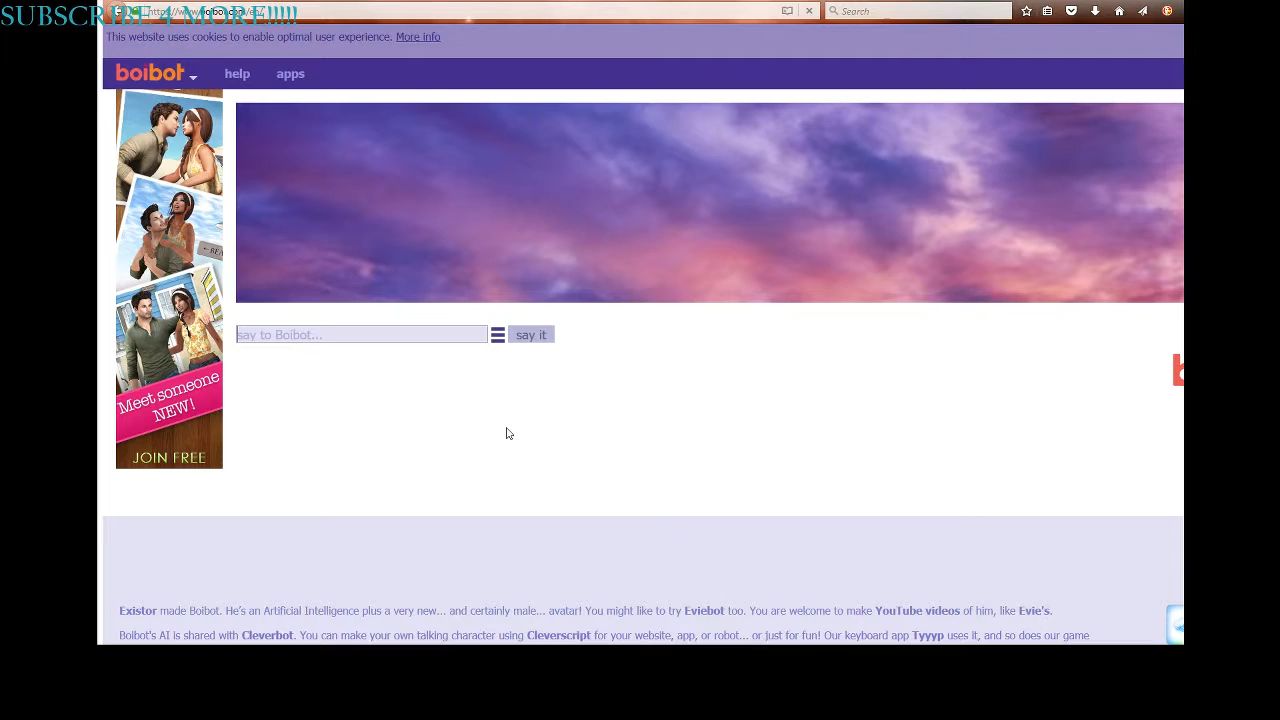 SUBSCRIBE 4 MORE!!!!!
Search
This website uses cookies to enable optimal user experience. More info
boibot help apps
Meet someone
NEW!
JOIN FREE
say to Boibot... say it
Existor made Boibot. He's an Artificial Intelligence plus a very new... and certainly male... avatar! You might like to try Eviebot too. You are welcome to make YouTube videos of him, like Evie's.
Boibot's AI is shared with Cleverbot. You can make your own talking character using Cleverscript for your website, app, or robot... or just for fun! Our keyboard app Tyyyp uses it, and so does our game